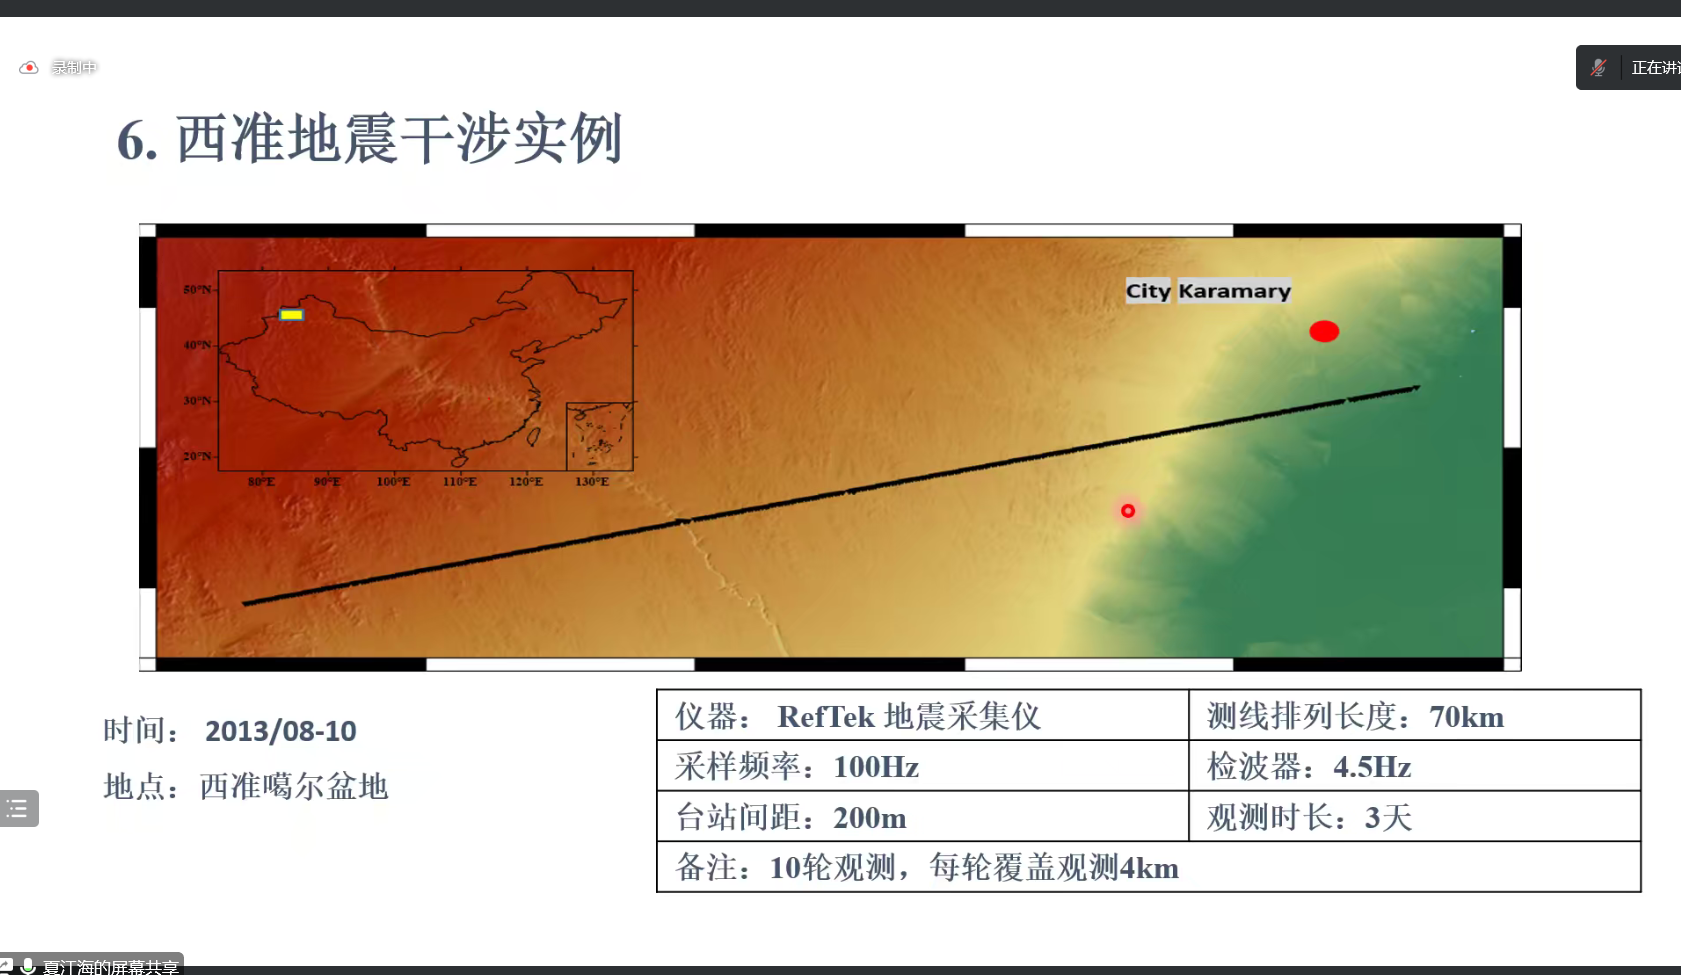 录制中
正在讲
6. 西准地震干涉实例
City Karamary
50°N
40°N
30°N
20°N
80°E 90°E 100°E 110°E 120°E 130°E
时间： 2013/08-10
地点：西准噶尔盆地
仪器： RefTek 地震采集仪
测线排列长度：70km
采样频率：100Hz
检波器：4.5Hz
台站间距：200m
观测时长：3天
备注：10轮观测，每轮覆盖观测4km
夏江海的屏幕共享